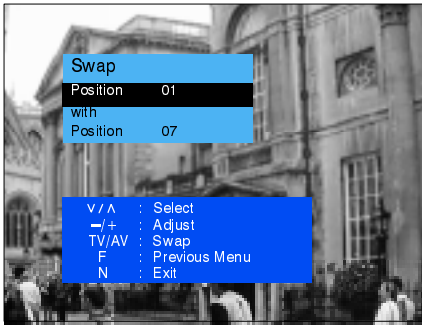 Swap
Position 01
with
Position 07
∨/∧ : Select
−/+ : Adjust
TV/AV : Swap
F : Previous Menu
N : Exit